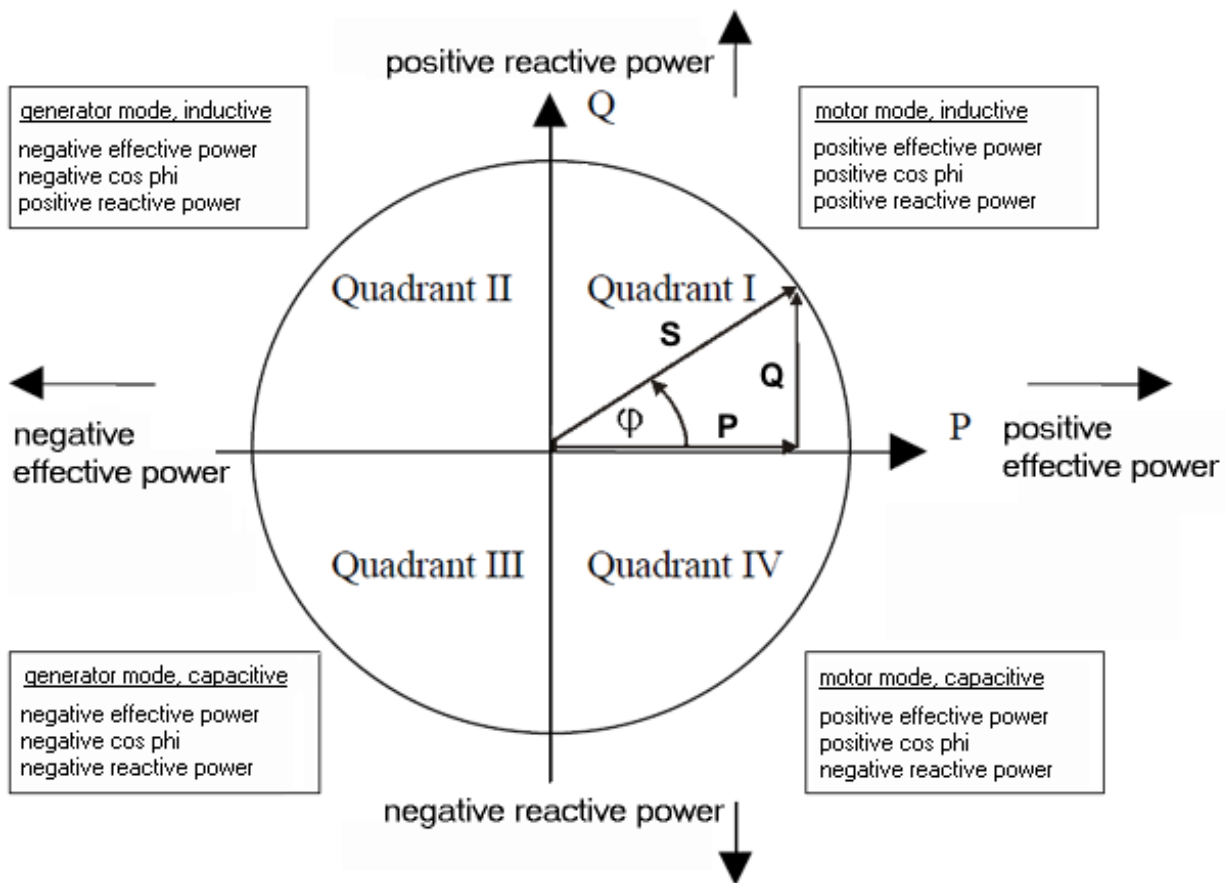 positive reactive power
Q
generator mode, inductive
negative effective power
negative cos phi
positive reactive power
motor mode, inductive
positive effective power
positive cos phi
positive reactive power
Quadrant II
Quadrant I
S
Q
φ
P
negative
effective power
P
positive
effective power
Quadrant III
Quadrant IV
generator mode, capacitive
negative effective power
negative cos phi
negative reactive power
motor mode, capacitive
positive effective power
positive cos phi
negative reactive power
negative reactive power